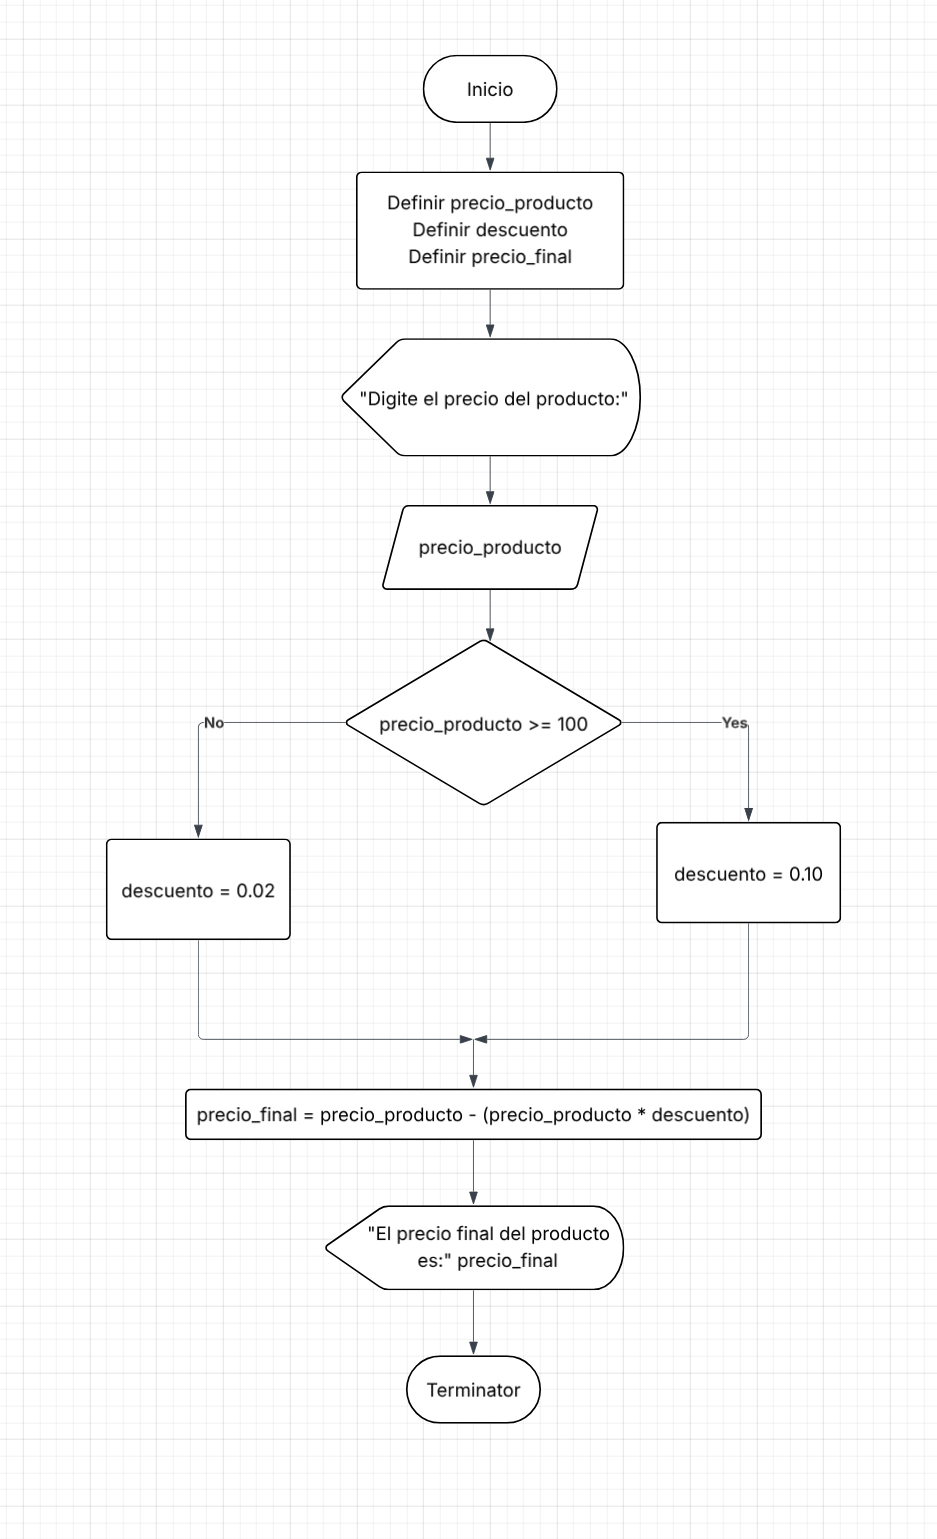 Inicio
Definir precio_producto
Definir descuento
Definir precio_final
"Digite el precio del producto:"
precio_producto
precio_producto >= 100
No
Yes
descuento = 0.02
descuento = 0.10
precio_final = precio_producto - (precio_producto * descuento)
"El precio final del producto
es:" precio_final
Terminator